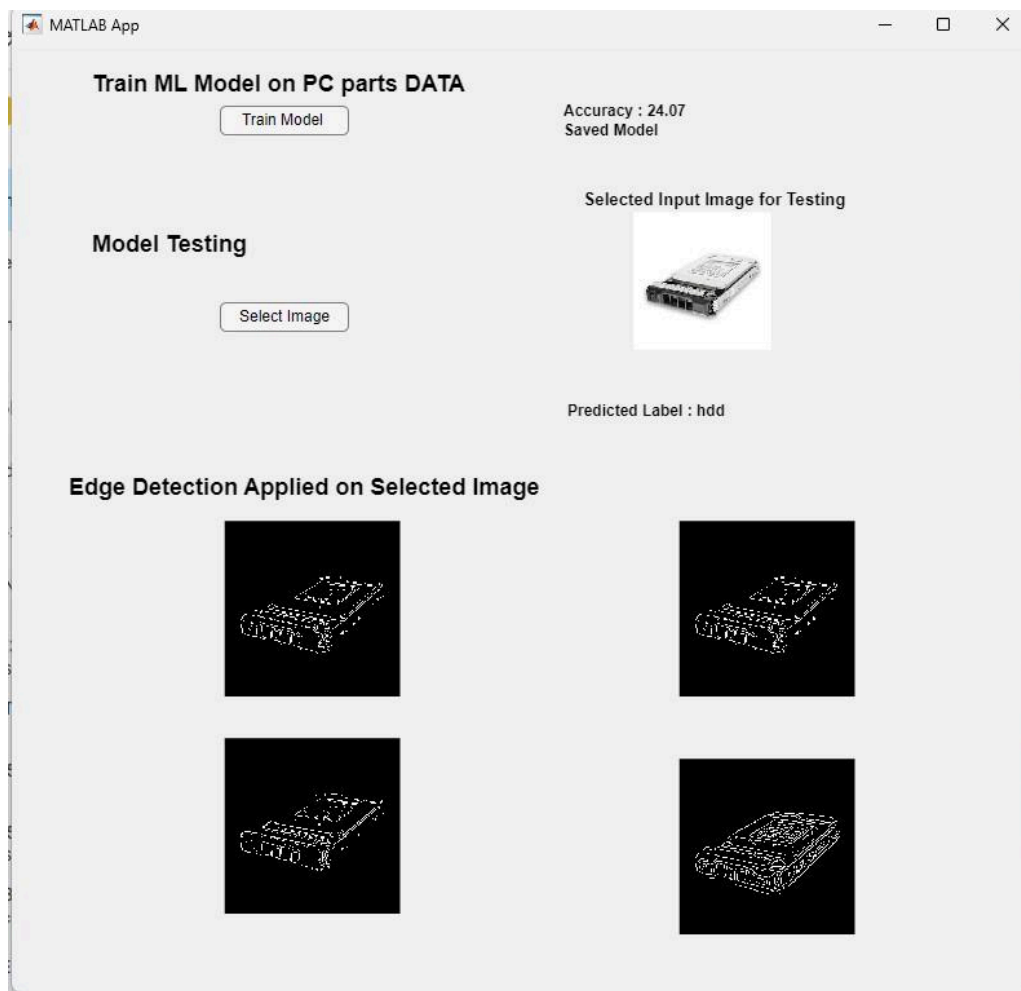 MATLAB App
Train ML Model on PC parts DATA
Train Model
Accuracy : 24.07
Saved Model
Selected Input Image for Testing
Model Testing
Select Image
Predicted Label : hdd
Edge Detection Applied on Selected Image